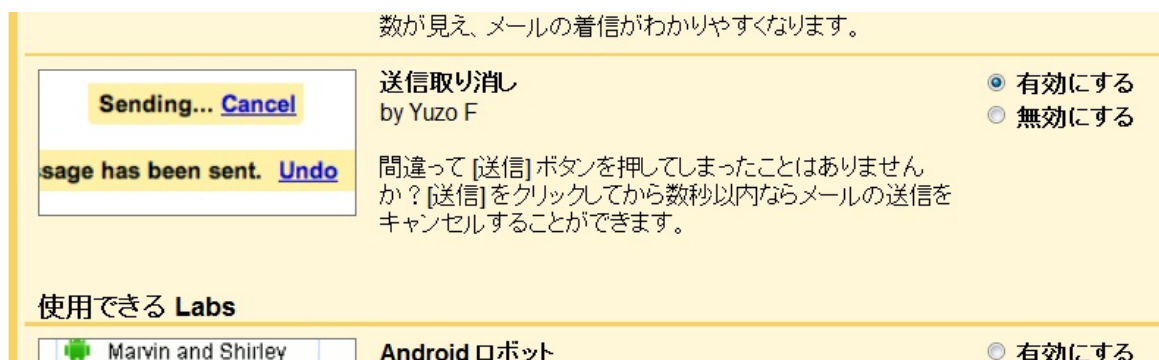 数が見え、メールの着信がわかりやすくなります。
Sending... Cancel
sage has been sent. Undo
送信取り消し
by Yuzo F
間違って [送信] ボタンを押してしまったことはありません
か？[送信] をクリックしてから数秒以内ならメールの送信を
キャンセルすることができます。
有効にする
無効にする
使用できる Labs
Marvin and Shirley
Android ロボット
有効にする